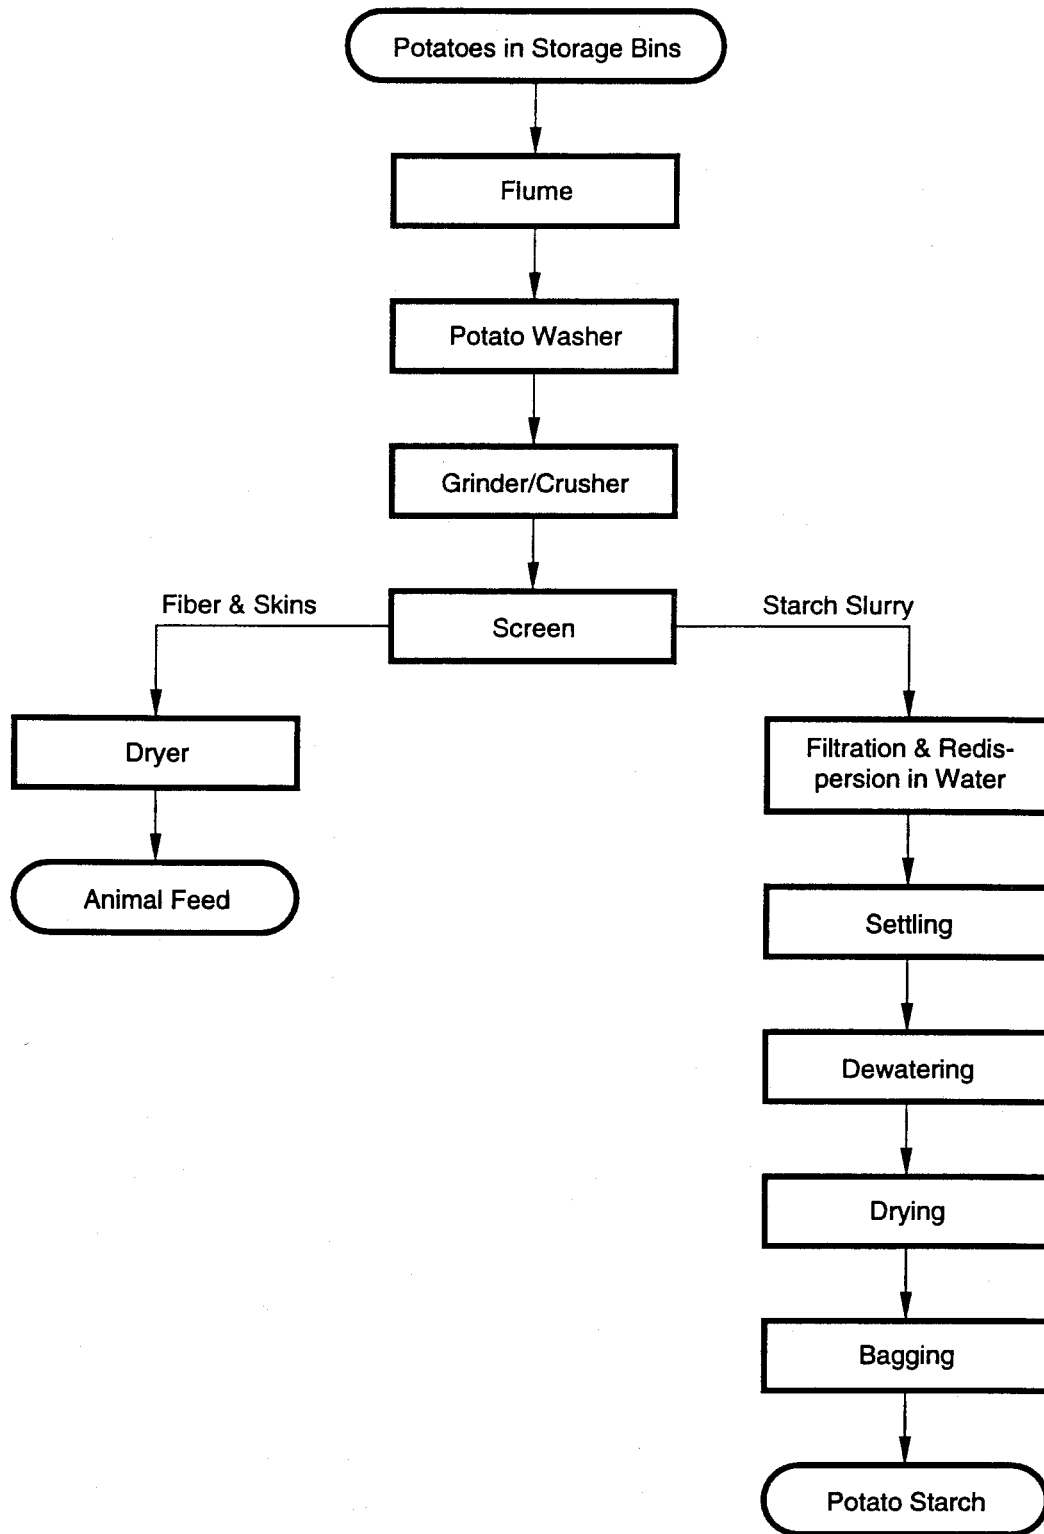 Potatoes in Storage Bins
Flume
Potato Washer
Grinder/Crusher
Fiber & Skins
Screen
Starch Slurry
Dryer
Animal Feed
Filtration & Redis-
persion in Water
Settling
Dewatering
Drying
Bagging
Potato Starch